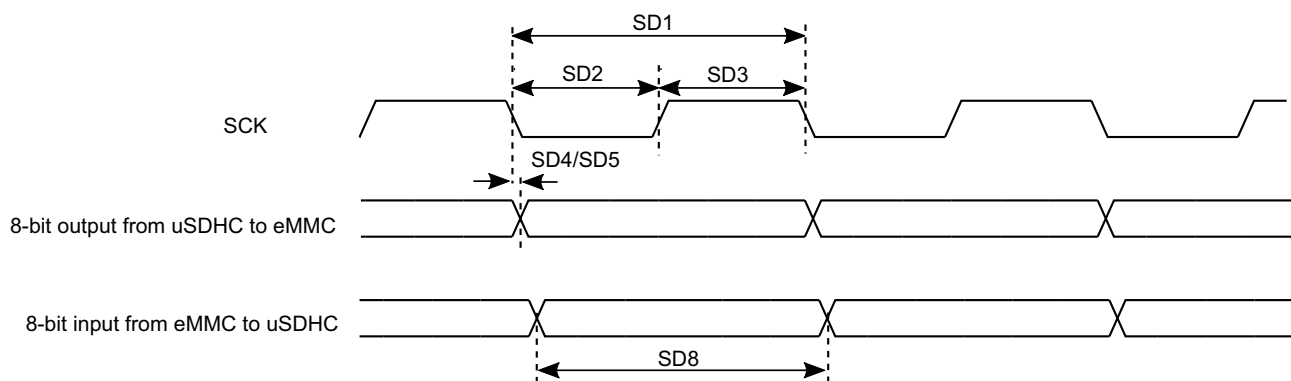 SD1
SD2
SD3
SCK
SD4/SD5
8-bit output from uSDHC to eMMC
8-bit input from eMMC to uSDHC
SD8